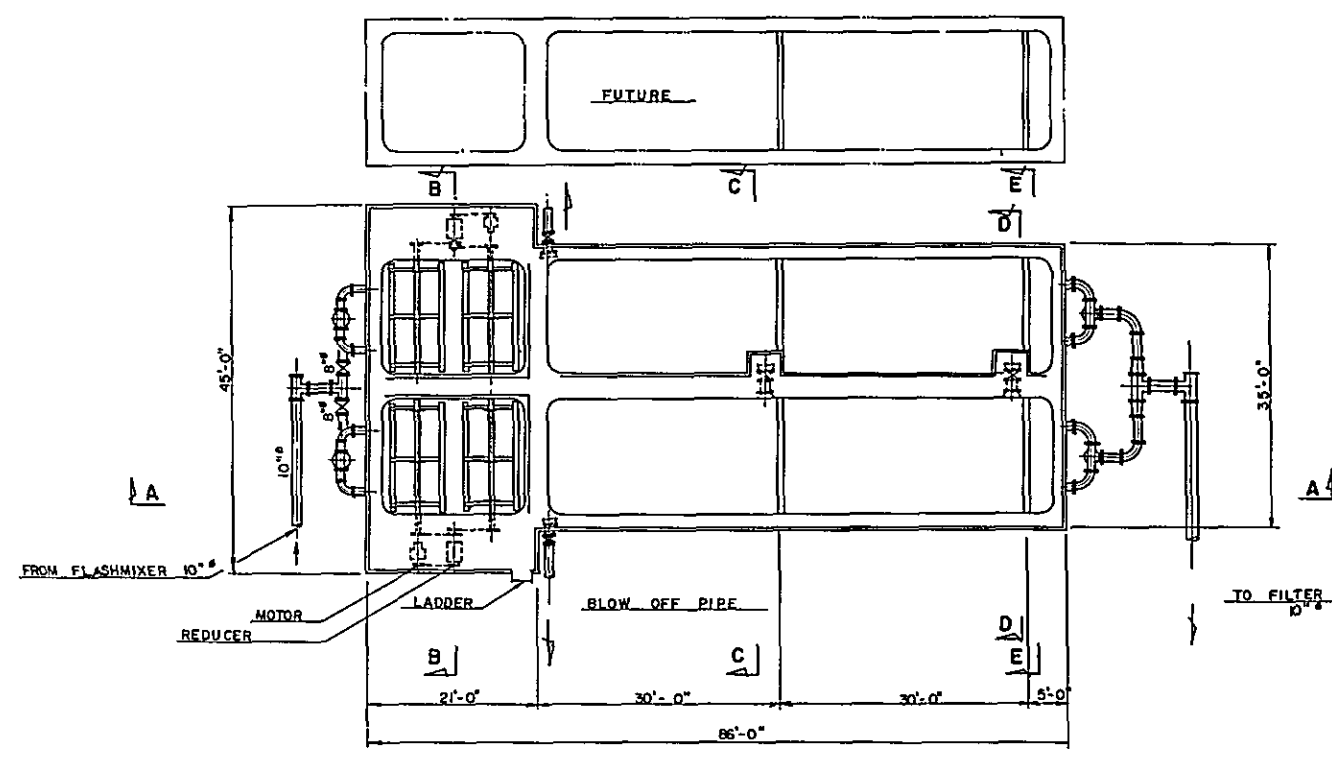 FUTURE
B
C
E
D
45'-0"
8"ø
8"ø
10"ø
35'-0"
A
A
FROM FLASHMIXER 10"ø
MOTOR
REDUCER
LADDER
BLOW OFF PIPE
TO FILTER
10"ø
D
B
C
E
21'-0"
30'-0"
30'-0"
5'-0"
86'-0"